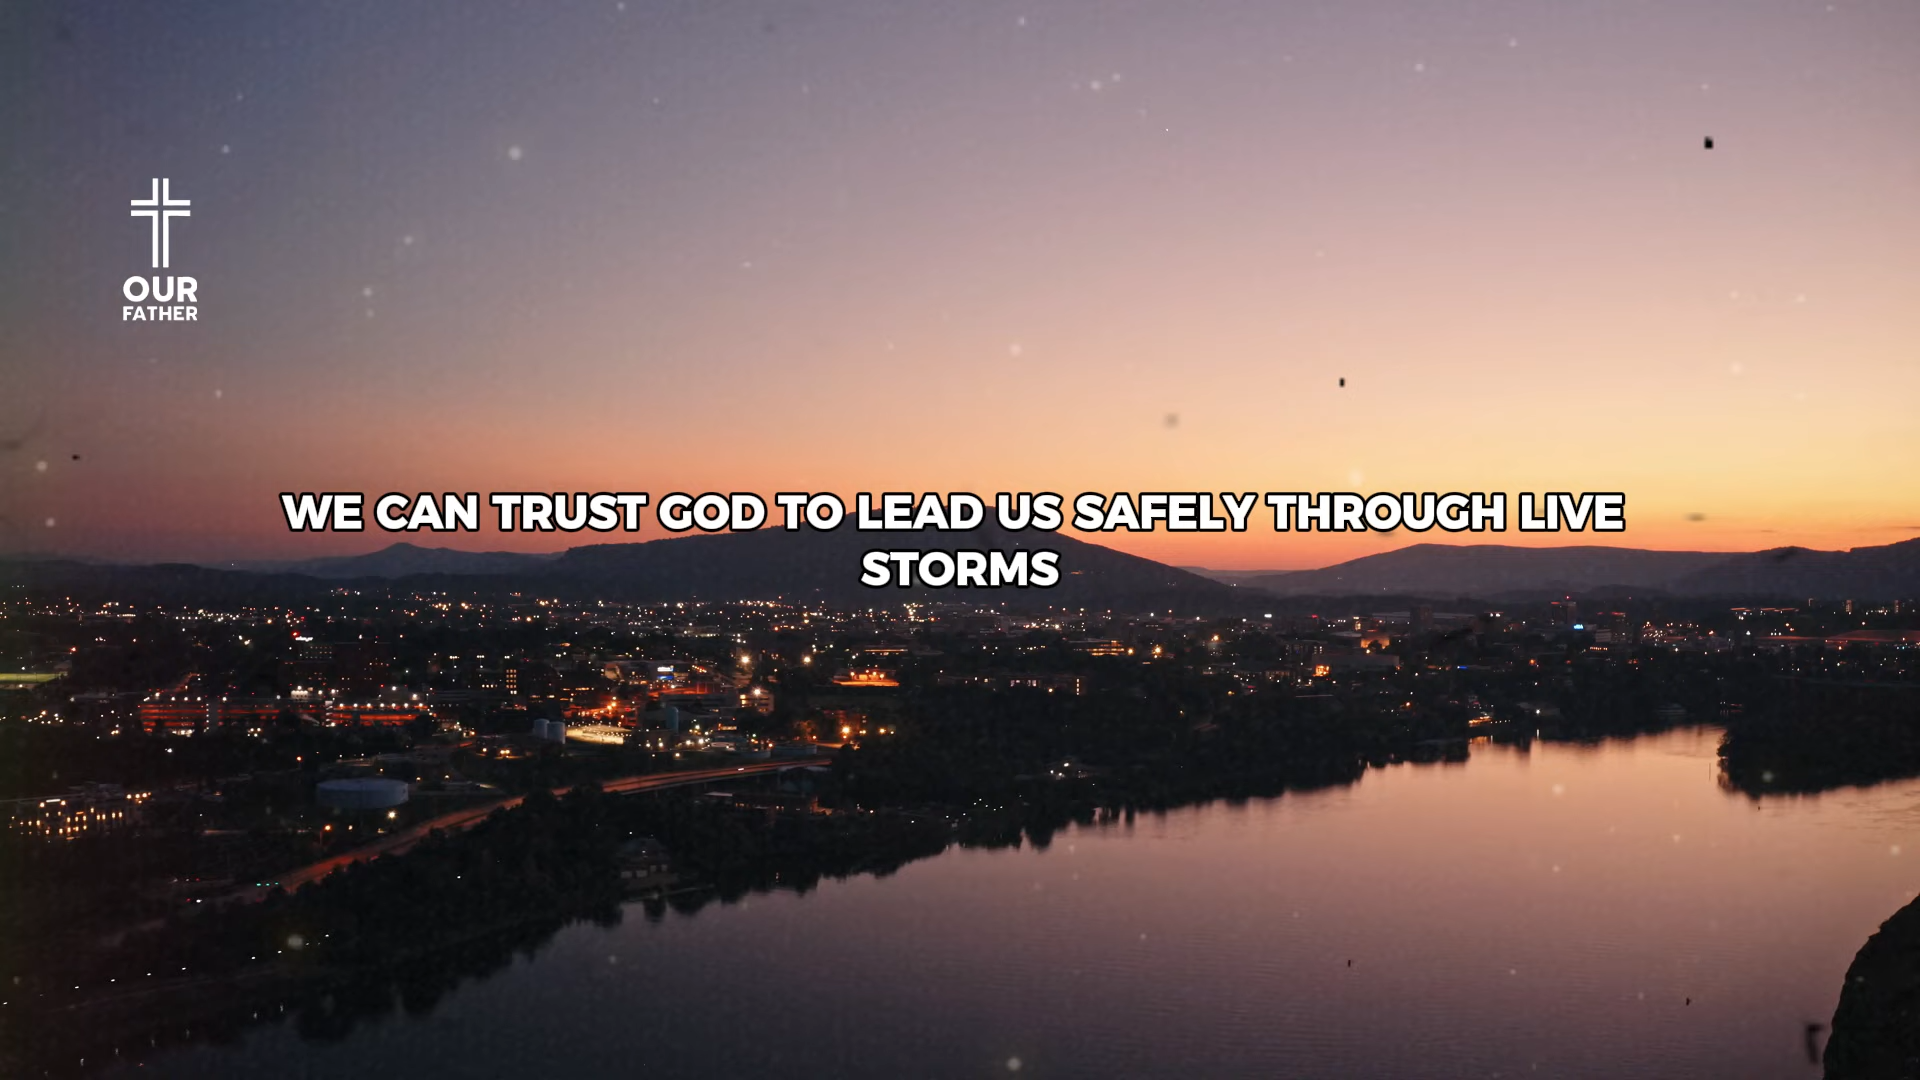 OUR
FATHER
WE CAN TRUST GOD TO LEAD US SAFELY THROUGH LIVE
STORMS